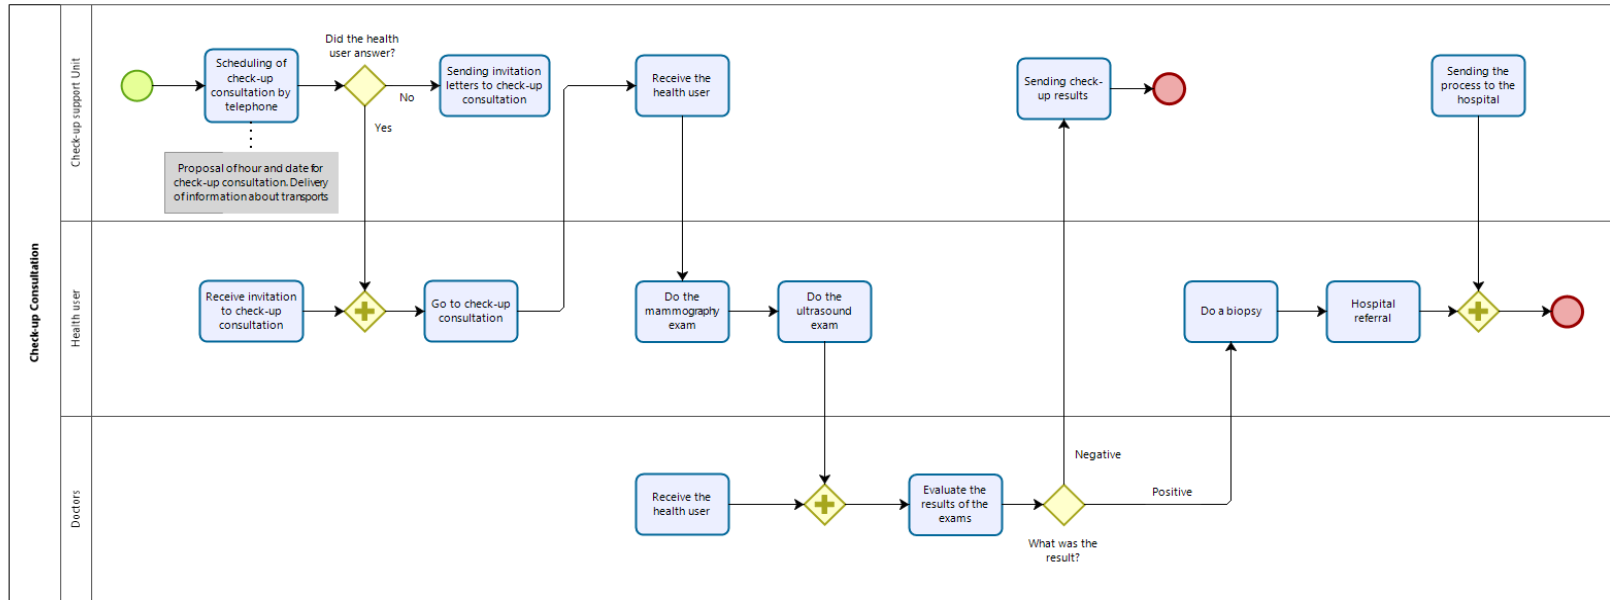 Check-up Consultation
Check-up support Unit
Scheduling of
check-up
consultation by
telephone
Proposal of hour and date for
check-up consultation. Delivery
of information about transports
Did the health
user answer?
No
Yes
Sending invitation
letters to check-up
consultation
Receive the
health user
Sending check-
up results
Sending the
process to the
hospital
Health user
Receive invitation
to check-up
consultation
Go to check-up
consultation
Do the
mammography
exam
Do the
ultrasound
exam
Do a biopsy
Hospital
referral
Doctors
Receive the
health user
Evaluate the
results of the
exams
Negative
Positive
What was the
result?